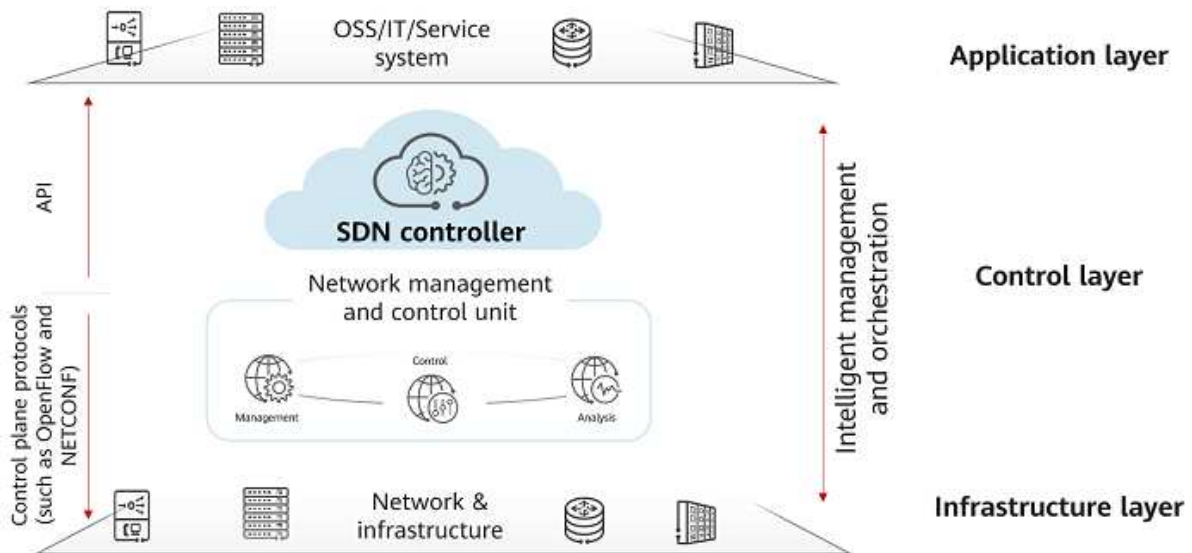 OSS/IT/Service
system
Application layer
API
SDN controller
Intelligent management
and orchestration
Control layer
Network management
and control unit
Control
Management
Analysis
Control plane protocols
(such as OpenFlow and
NETCONF)
Network &
infrastructure
Infrastructure layer